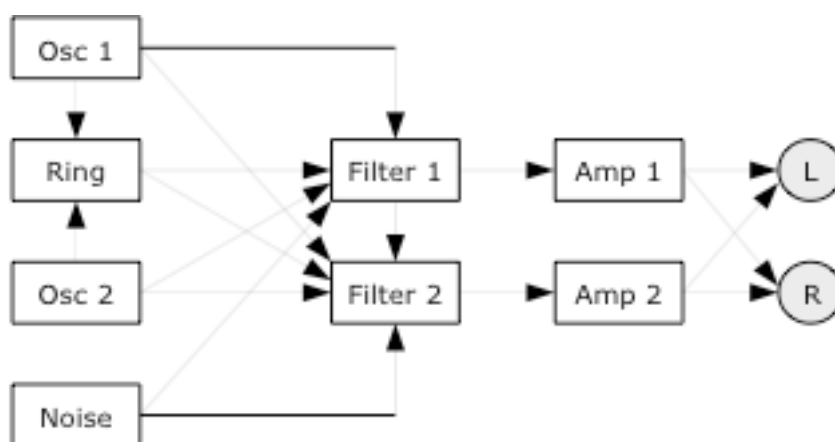 Osc 1
Ring
Filter 1
Amp 1
L
Osc 2
Filter 2
Amp 2
R
Noise